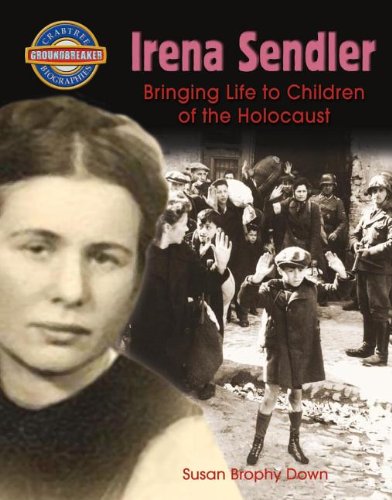 CRABTREE
GROUNDBREAKER
BIOGRAPHIES
Irena Sendler
Bringing Life to Children
of the Holocaust
Susan Brophy Down